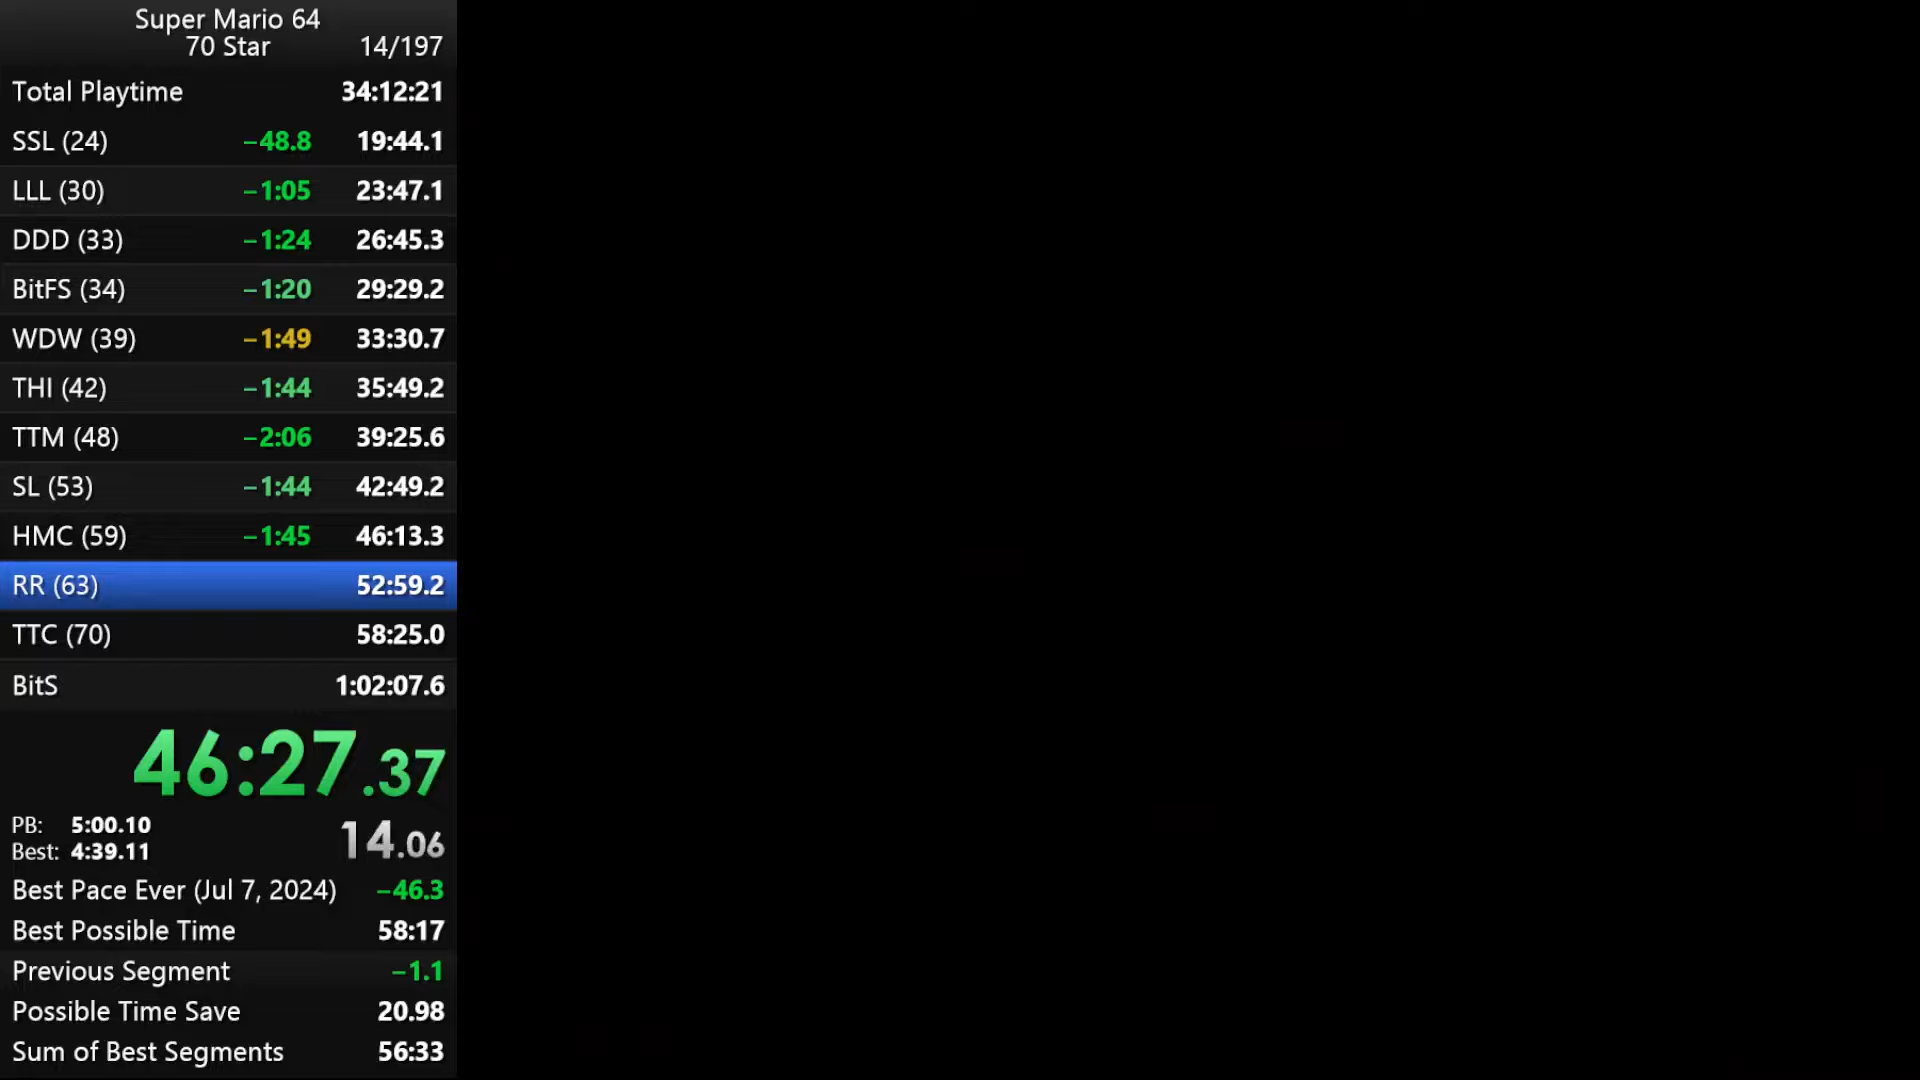 Super Mario 64
70 Star 14/197
Total Playtime 34:12:21
SSL (24) −48.8 19:44.1
LLL (30) −1:05 23:47.1
DDD (33) −1:24 26:45.3
BitFS (34) −1:20 29:29.2
WDW (39) −1:49 33:30.7
THI (42) −1:44 35:49.2
TTM (48) −2:06 39:25.6
SL (53) −1:44 42:49.2
HMC (59) −1:45 46:13.3
RR (63) 52:59.2
TTC (70) 58:25.0
BitS 1:02:07.6
46:27.37
PB: 5:00.10
Best: 4:39.11
14.06
Best Pace Ever (Jul 7, 2024) −46.3
Best Possible Time 58:17
Previous Segment −1.1
Possible Time Save 20.98
Sum of Best Segments 56:33